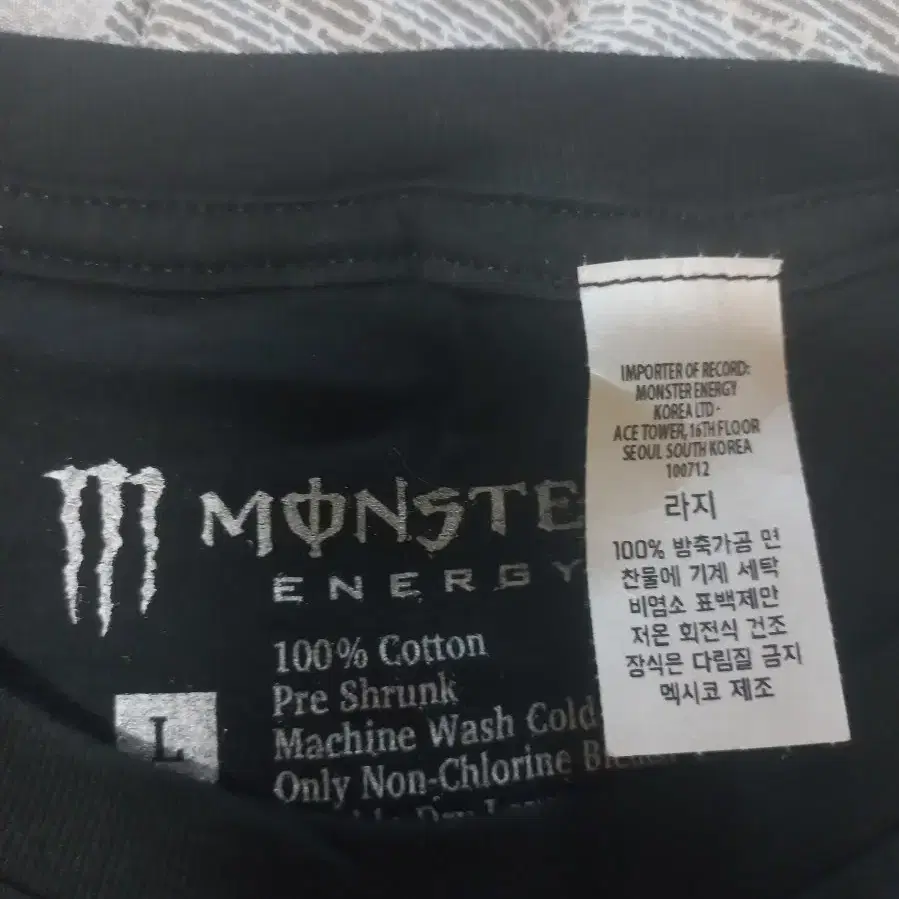 IMPORTER OF RECORD:
MONSTER ENERGY
KOREA LTD -
ACE TOWER, 16TH FLOOR
SEOUL SOUTH KOREA
100712
라지
100% 방축가공 면
찬물에 기계 세탁
비염소 표백제만
저온 회전식 건조
장식은 다림질 금지
멕시코 제조
MONSTE
ENERGY
100% Cotton
Pre Shrunk
Machine Wash Cold
Only Non-Chlorine
L